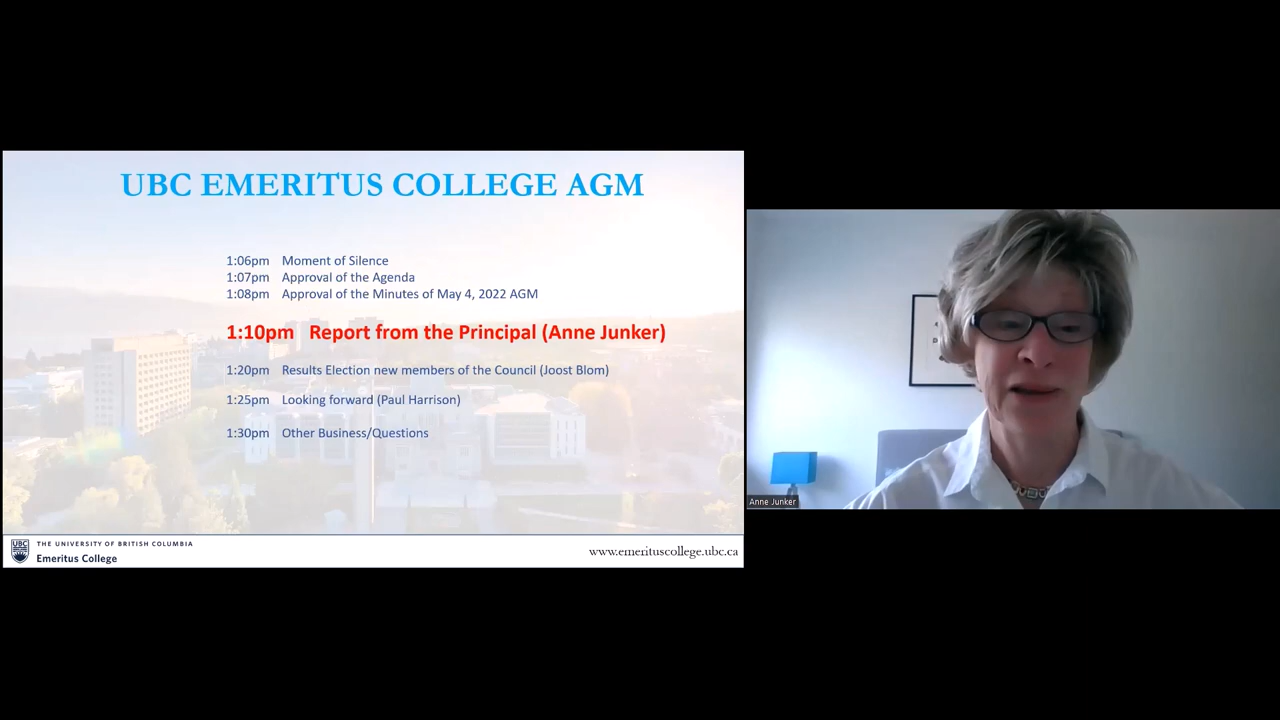 UBC EMERITUS COLLEGE AGM
1:06pm Moment of Silence
1:07pm Approval of the Agenda
1:08pm Approval of the Minutes of May 4, 2022 AGM
1:10pm Report from the Principal (Anne Junker)
1:20pm Results Election new members of the Council (Joost Blom)
1:25pm Looking forward (Paul Harrison)
1:30pm Other Business/Questions
UBC
THE UNIVERSITY OF BRITISH COLUMBIA
Emeritus College
www.emerituscollege.ubc.ca
Anne Junker